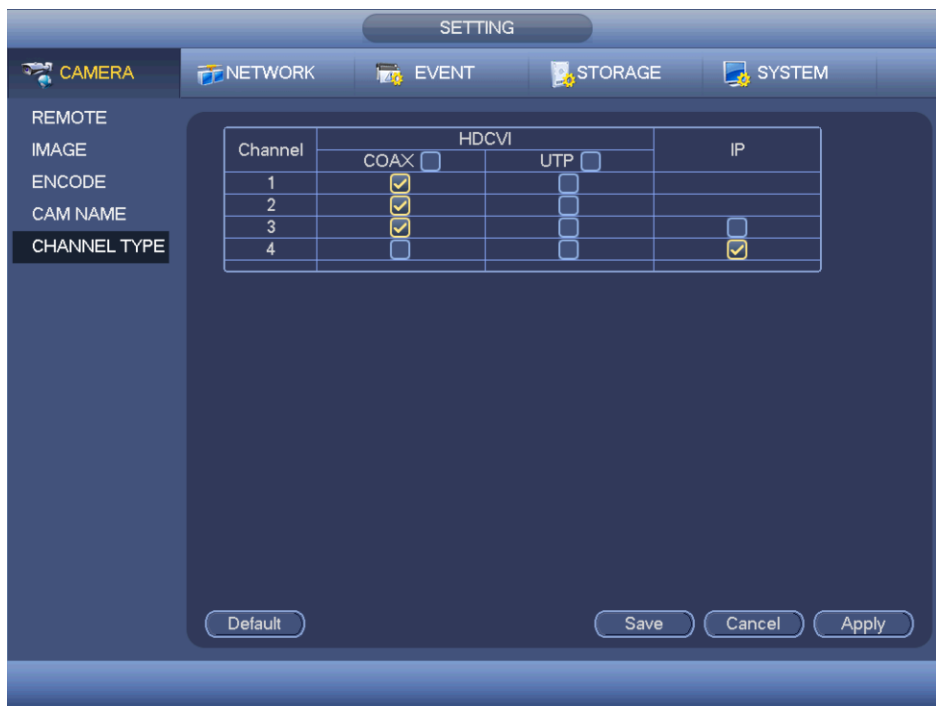 SETTING
CAMERA NETWORK EVENT STORAGE SYSTEM
REMOTE
IMAGE
ENCODE
CAM NAME
CHANNEL TYPE
Channel HDCVI IP
COAX UTP
1
2
3
4
Default Save Cancel Apply